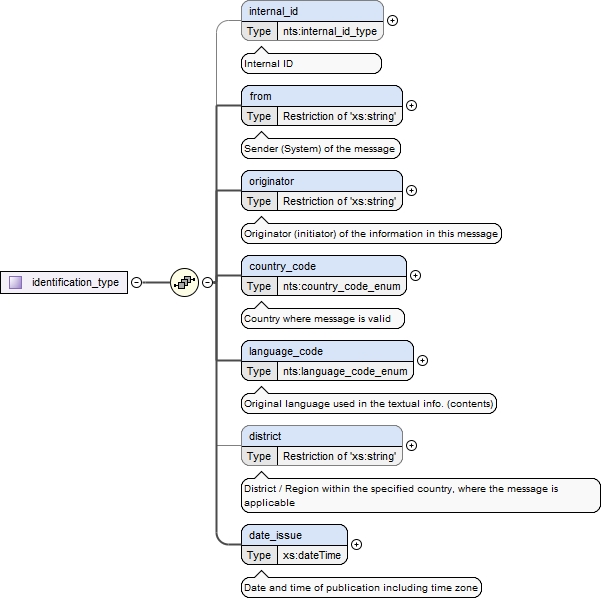 internal_id
Type nts:internal_id_type
Internal ID
from
Type Restriction of 'xs:string'
Sender (System) of the message
originator
Type Restriction of 'xs:string'
Originator (initiator) of the information in this message
identification_type
country_code
Type nts:country_code_enum
Country where message is valid
language_code
Type nts:language_code_enum
Original language used in the textual info. (contents)
district
Type Restriction of 'xs:string'
District / Region within the specified country, where the message is
applicable
date_issue
Type xs:dateTime
Date and time of publication including time zone